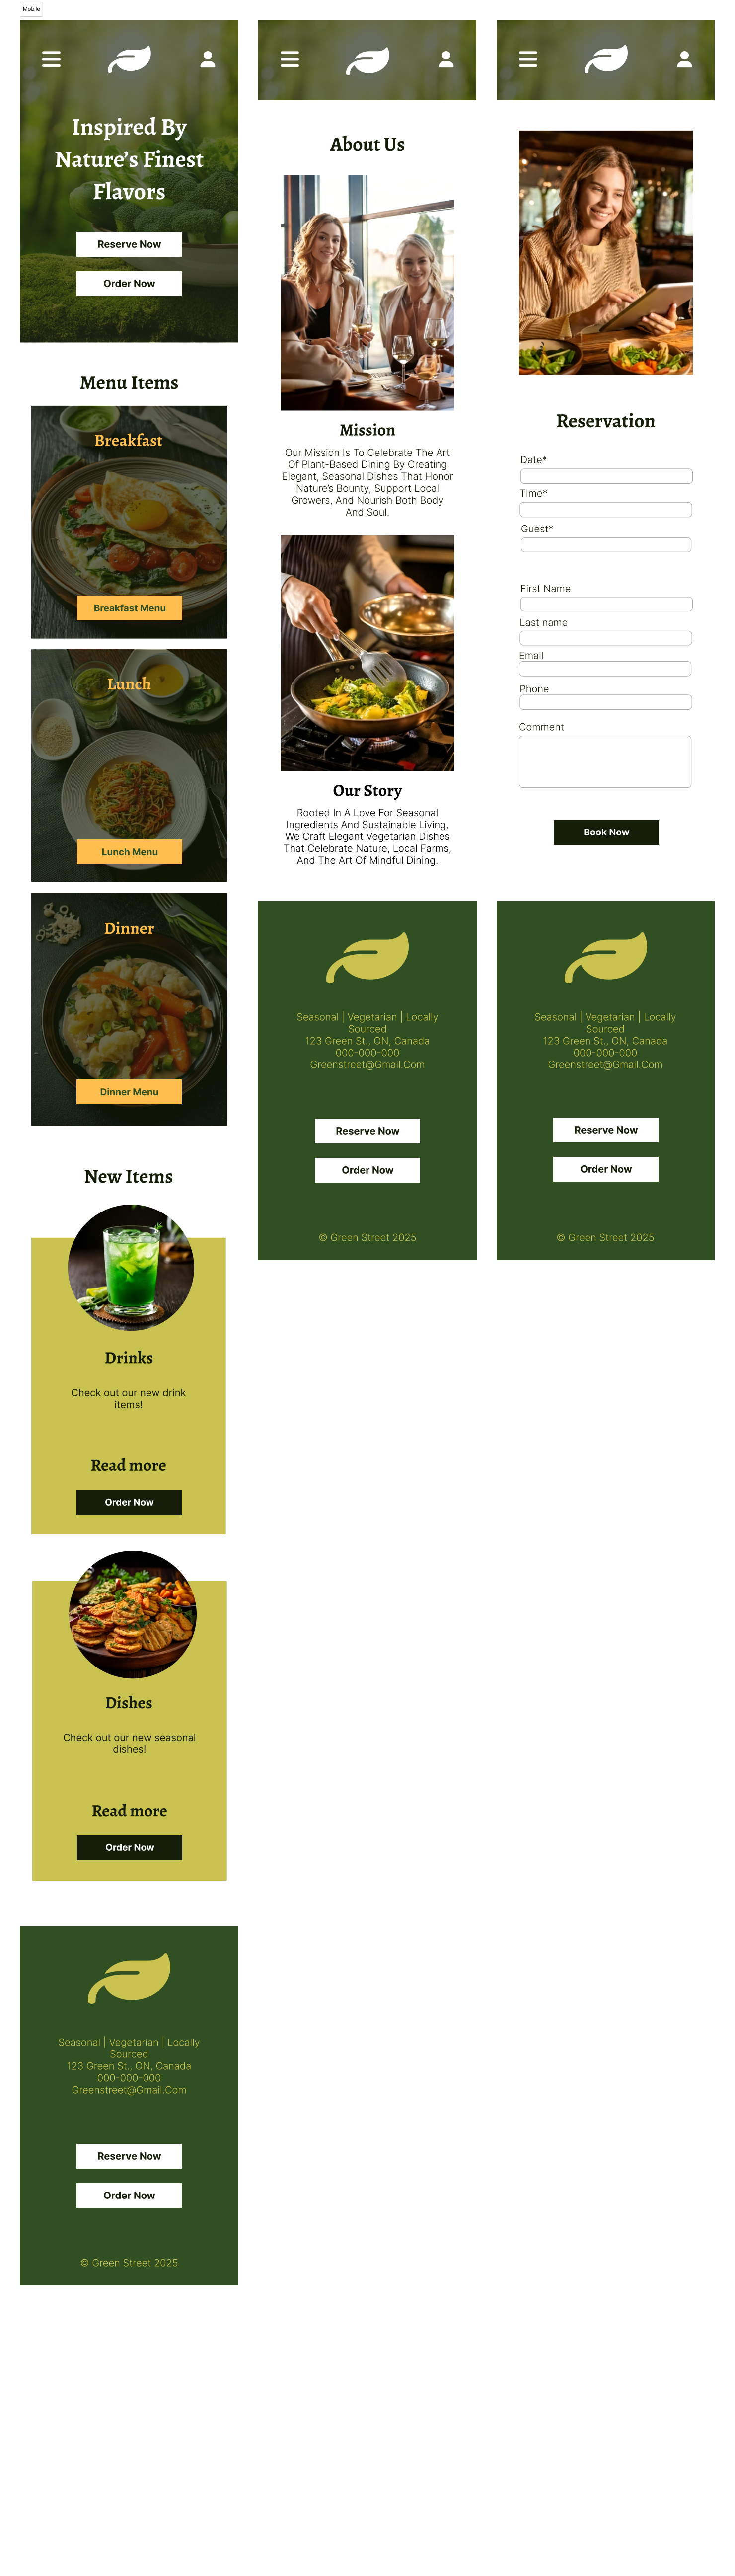 Mobile
Inspired By
Nature's Finest
Flavors
Reserve Now
Order Now
Menu Items
Breakfast
Breakfast Menu
Lunch
Lunch Menu
Dinner
Dinner Menu
New Items
Drinks
Check out our new drink
items!
Read more
Order Now
Dishes
Check out our new seasonal
dishes!
Read more
Order Now
Seasonal | Vegetarian | Locally
Sourced
123 Green St., ON, Canada
000-000-000
Greenstreet@Gmail.Com
Reserve Now
Order Now
© Green Street 2025
About Us
Mission
Our Mission Is To Celebrate The Art
Of Plant-Based Dining By Creating
Elegant, Seasonal Dishes That Honor
Nature's Bounty, Support Local
Growers, And Nourish Both Body
And Soul.
Our Story
Rooted In A Love For Seasonal
Ingredients And Sustainable Living,
We Craft Elegant Vegetarian Dishes
That Celebrate Nature, Local Farms,
And The Art Of Mindful Dining.
Seasonal | Vegetarian | Locally
Sourced
123 Green St., ON, Canada
000-000-000
Greenstreet@Gmail.Com
Reserve Now
Order Now
© Green Street 2025
Reservation
Date*
Time*
Guest*
First Name
Last name
Email
Phone
Comment
Book Now
Seasonal | Vegetarian | Locally
Sourced
123 Green St., ON, Canada
000-000-000
Greenstreet@Gmail.Com
Reserve Now
Order Now
© Green Street 2025